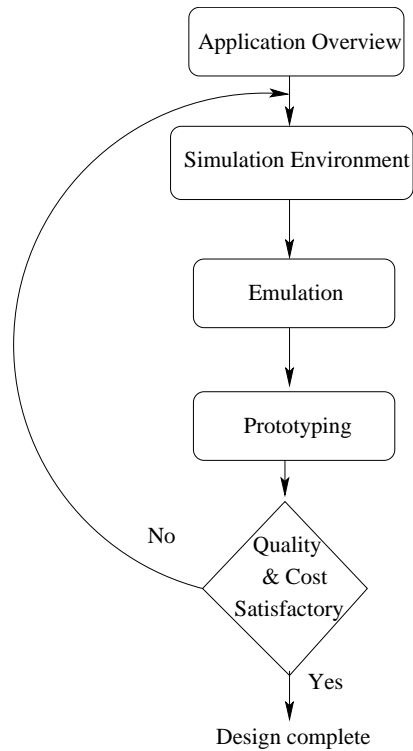 Application Overview
Simulation Environment
Emulation
Prototyping
No
Quality
& Cost
Satisfactory
Yes
Design complete